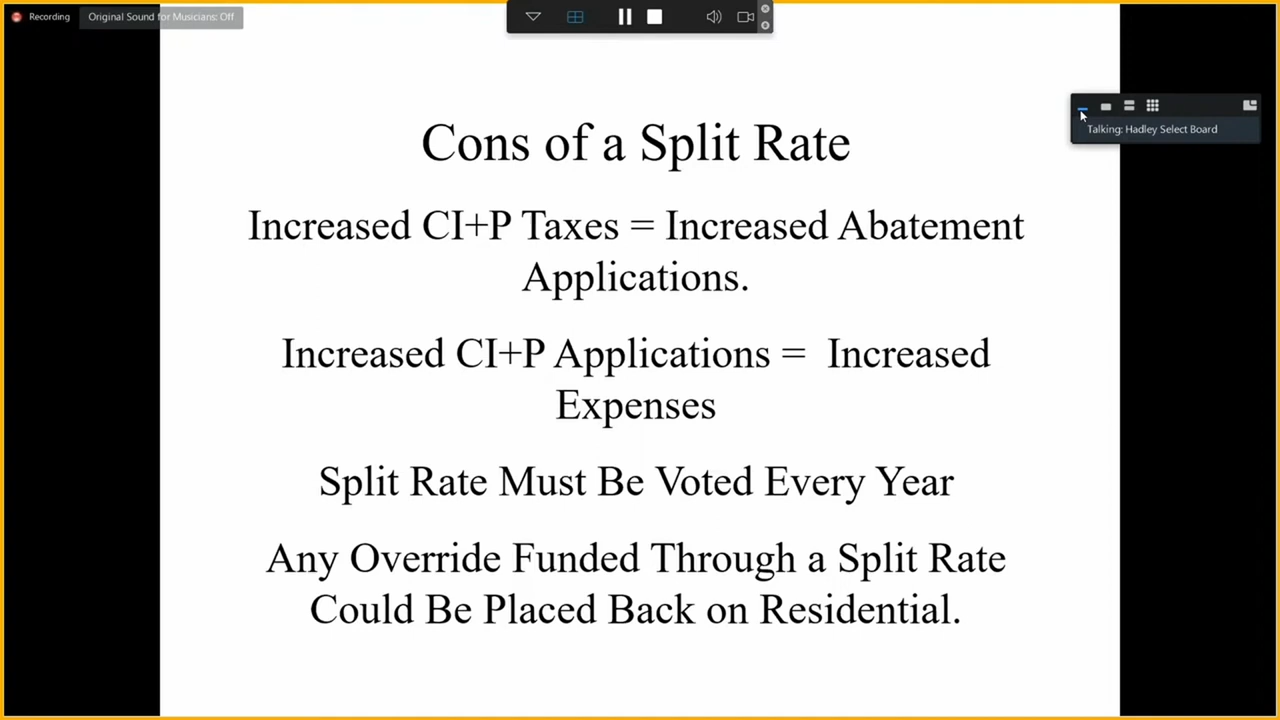 Recording
Original Sound for Musicians: Off
Talking: Hadley Select Board
Cons of a Split Rate
Increased CI+P Taxes = Increased Abatement
Applications.
Increased CI+P Applications = Increased
Expenses
Split Rate Must Be Voted Every Year
Any Override Funded Through a Split Rate
Could Be Placed Back on Residential.